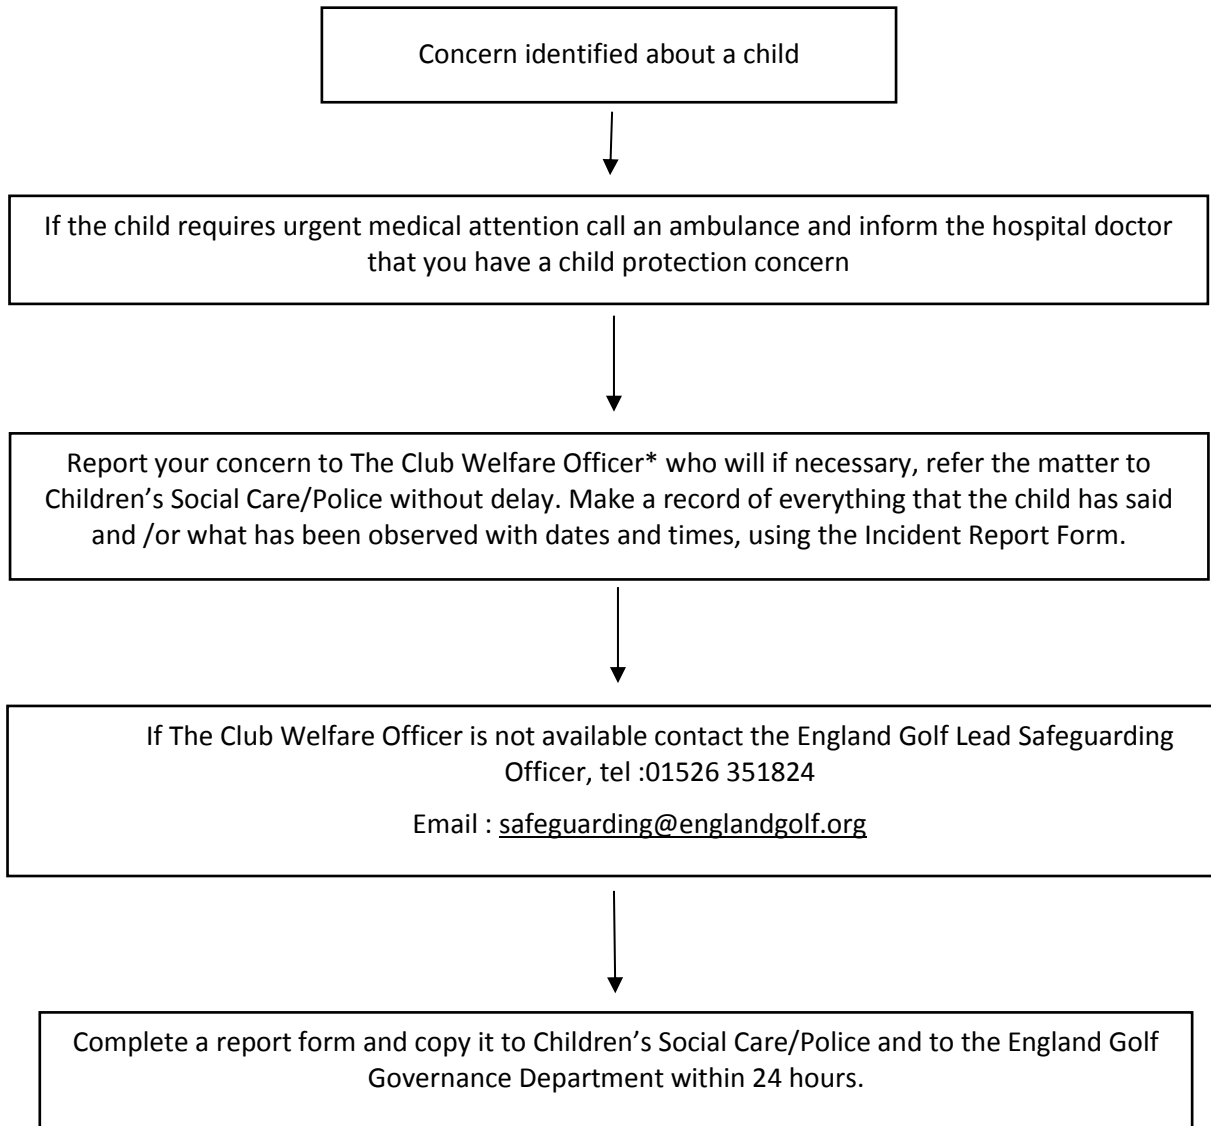 Concern identified about a child
If the child requires urgent medical attention call an ambulance and inform the hospital doctor
that you have a child protection concern
Report your concern to The Club Welfare Officer* who will if necessary, refer the matter to
Children’s Social Care/Police without delay. Make a record of everything that the child has said
and /or what has been observed with dates and times, using the Incident Report Form.
If The Club Welfare Officer is not available contact the England Golf Lead Safeguarding
Officer, tel :01526 351824
Email : safeguarding@englandgolf.org
Complete a report form and copy it to Children’s Social Care/Police and to the England Golf
Governance Department within 24 hours.